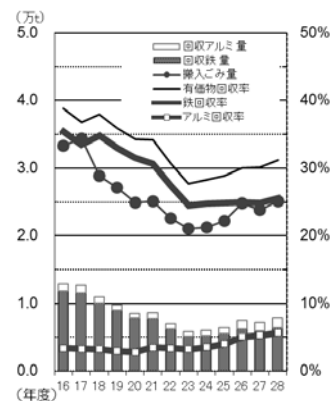 (万t)
5.0 50%
回収アルミ量
回収鉄量
搬入ごみ量
有価物回収率
鉄回収率
アルミ回収率
4.0 40%
3.0 30%
2.0 20%
1.0 10%
0.0 0%
16 17 18 19 20 21 22 23 24 25 26 27 28
(年度)